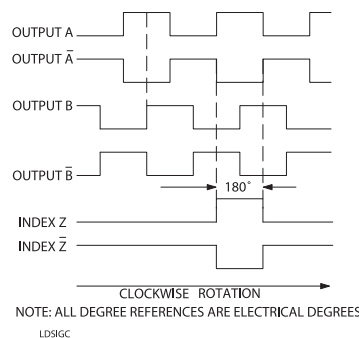 OUTPUT A
OUTPUT A̅
OUTPUT B
OUTPUT B̅
180°
INDEX Z
INDEX Z̅
CLOCKWISE ROTATION
NOTE: ALL DEGREE REFERENCES ARE ELECTRICAL DEGREES
LDSIGC